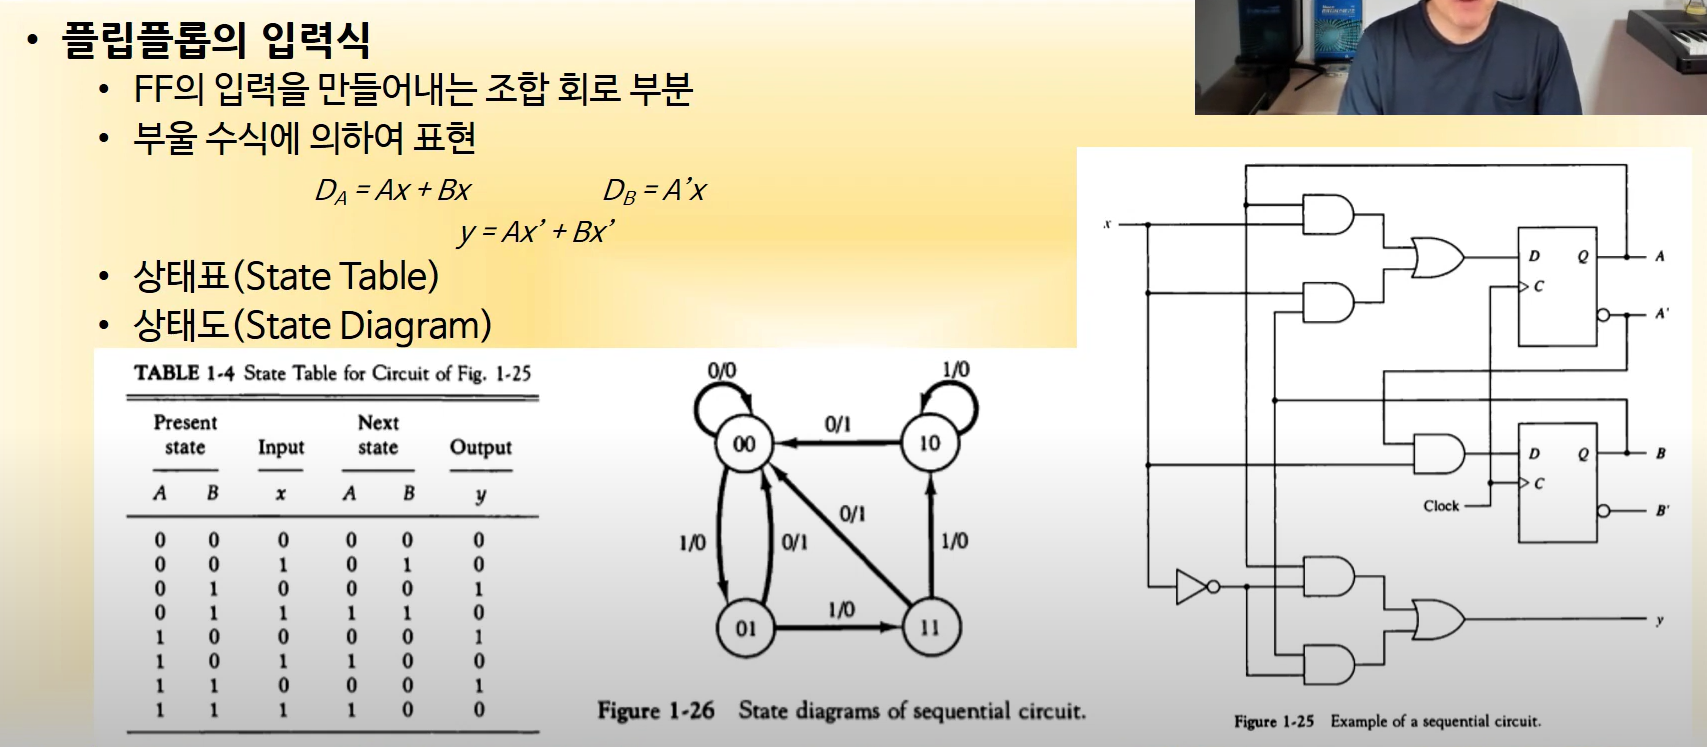 • 플립플롭의 입력식
• FF의 입력을 만들어내는 조합 회로 부분
• 부울 수식에 의하여 표현
D_A = Ax + Bx D_B = A'x
y = Ax' + Bx'
• 상태표(State Table)
• 상태도(State Diagram)
TABLE 1-4 State Table for Circuit of Fig. 1-25
Present state Input Next state Output
A B x A B y
0 0 0 0 0 0
0 0 1 0 1 0
0 1 0 0 0 1
0 1 1 1 1 0
1 0 0 0 0 1
1 0 1 1 0 0
1 1 0 0 0 1
1 1 1 1 0 0
0/0 1/0
00 0/1 10
0/1
1/0 0/1 1/0
01 1/0 11
Figure 1-26 State diagrams of sequential circuit.
x
D Q A
C
A'
D Q B
C
Clock
B'
y
Figure 1-25 Example of a sequential circuit.